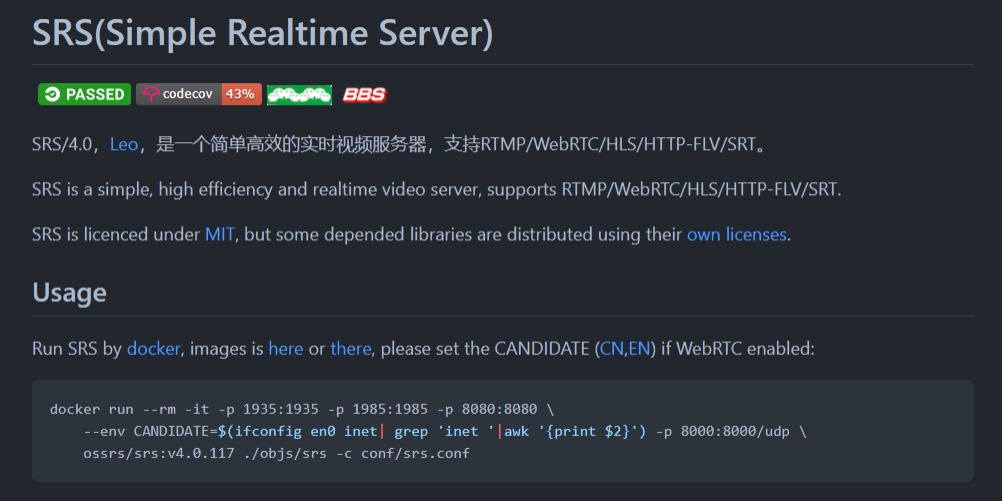 SRS(Simple Realtime Server)
PASSED codecov 43% BBS
SRS/4.0，Leo，是一个简单高效的实时视频服务器，支持RTMP/WebRTC/HLS/HTTP-FLV/SRT。
SRS is a simple, high efficiency and realtime video server, supports RTMP/WebRTC/HLS/HTTP-FLV/SRT.
SRS is licenced under MIT, but some depended libraries are distributed using their own licenses.
Usage
Run SRS by docker, images is here or there, please set the CANDIDATE (CN,EN) if WebRTC enabled:
docker run --rm -it -p 1935:1935 -p 1985:1985 -p 8080:8080 \
--env CANDIDATE=$(ifconfig en0 inet| grep 'inet '|awk '{print $2}') -p 8000:8000/udp \
ossrs/srs:v4.0.117 ./objs/srs -c conf/srs.conf